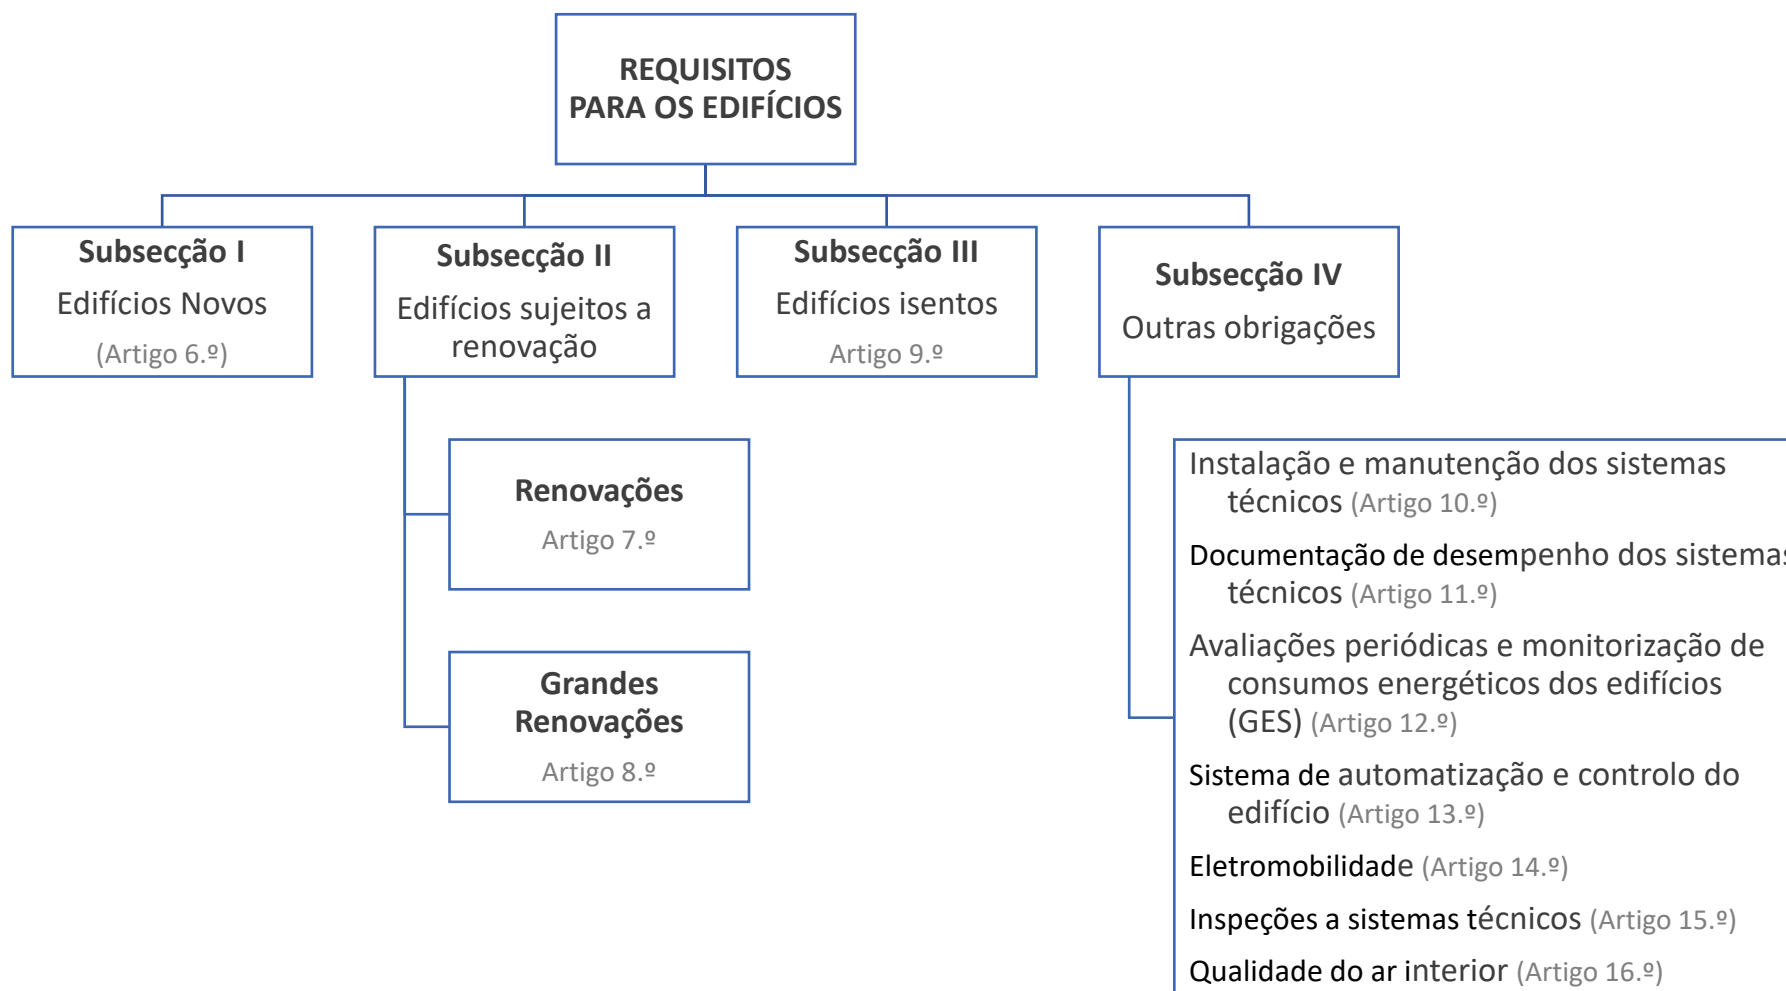 REQUISITOS
PARA OS EDIFÍCIOS
Subsecção I
Edifícios Novos
(Artigo 6.º)
Subsecção II
Edifícios sujeitos a
renovação
Subsecção III
Edifícios isentos
Artigo 9.º
Subsecção IV
Outras obrigações
Renovações
Artigo 7.º
Grandes
Renovações
Artigo 8.º
Instalação e manutenção dos sistemas
técnicos (Artigo 10.º)
Documentação de desempenho dos sistemas
técnicos (Artigo 11.º)
Avaliações periódicas e monitorização de
consumos energéticos dos edifícios
(GES) (Artigo 12.º)
Sistema de automatização e controlo do
edifício (Artigo 13.º)
Eletromobilidade (Artigo 14.º)
Inspeções a sistemas técnicos (Artigo 15.º)
Qualidade do ar interior (Artigo 16.º)